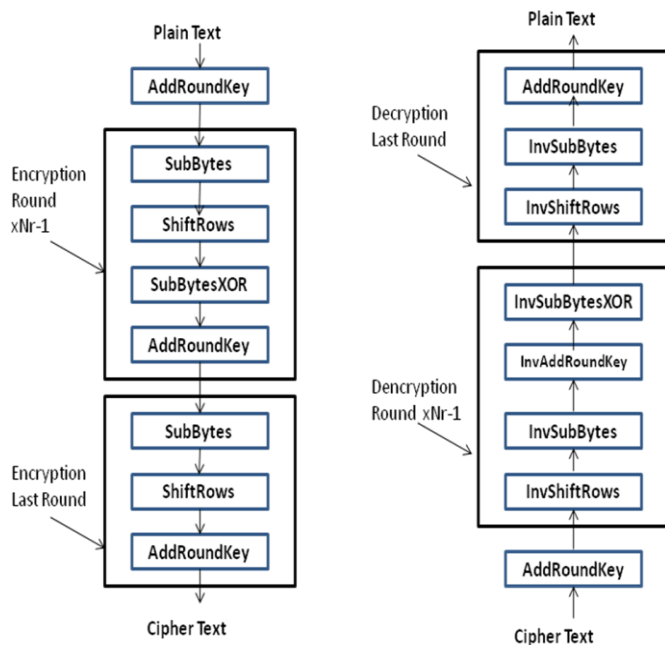 Plain Text
AddRoundKey
Encryption
Round
xNr-1
SubBytes
ShiftRows
SubBytesXOR
AddRoundKey
Encryption
Last Round
SubBytes
ShiftRows
AddRoundKey
Cipher Text
Plain Text
Decryption
Last Round
AddRoundKey
InvSubBytes
InvShiftRows
Dencryption
Round xNr-1
InvSubBytesXOR
InvAddRoundKey
InvSubBytes
InvShiftRows
AddRoundKey
Cipher Text